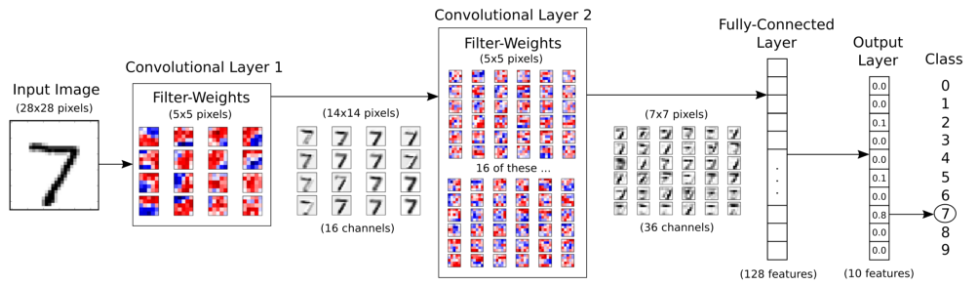 Input Image
(28x28 pixels)
Convolutional Layer 1
Filter-Weights
(5x5 pixels)
(14x14 pixels)
(16 channels)
Convolutional Layer 2
Filter-Weights
(5x5 pixels)
16 of these ...
(7x7 pixels)
(36 channels)
Fully-Connected
Layer
(128 features)
Output
Layer
0.0
0.0
0.1
0.0
0.0
0.1
0.0
0.8
0.0
0.0
(10 features)
Class
0
1
2
3
4
5
6
7
8
9